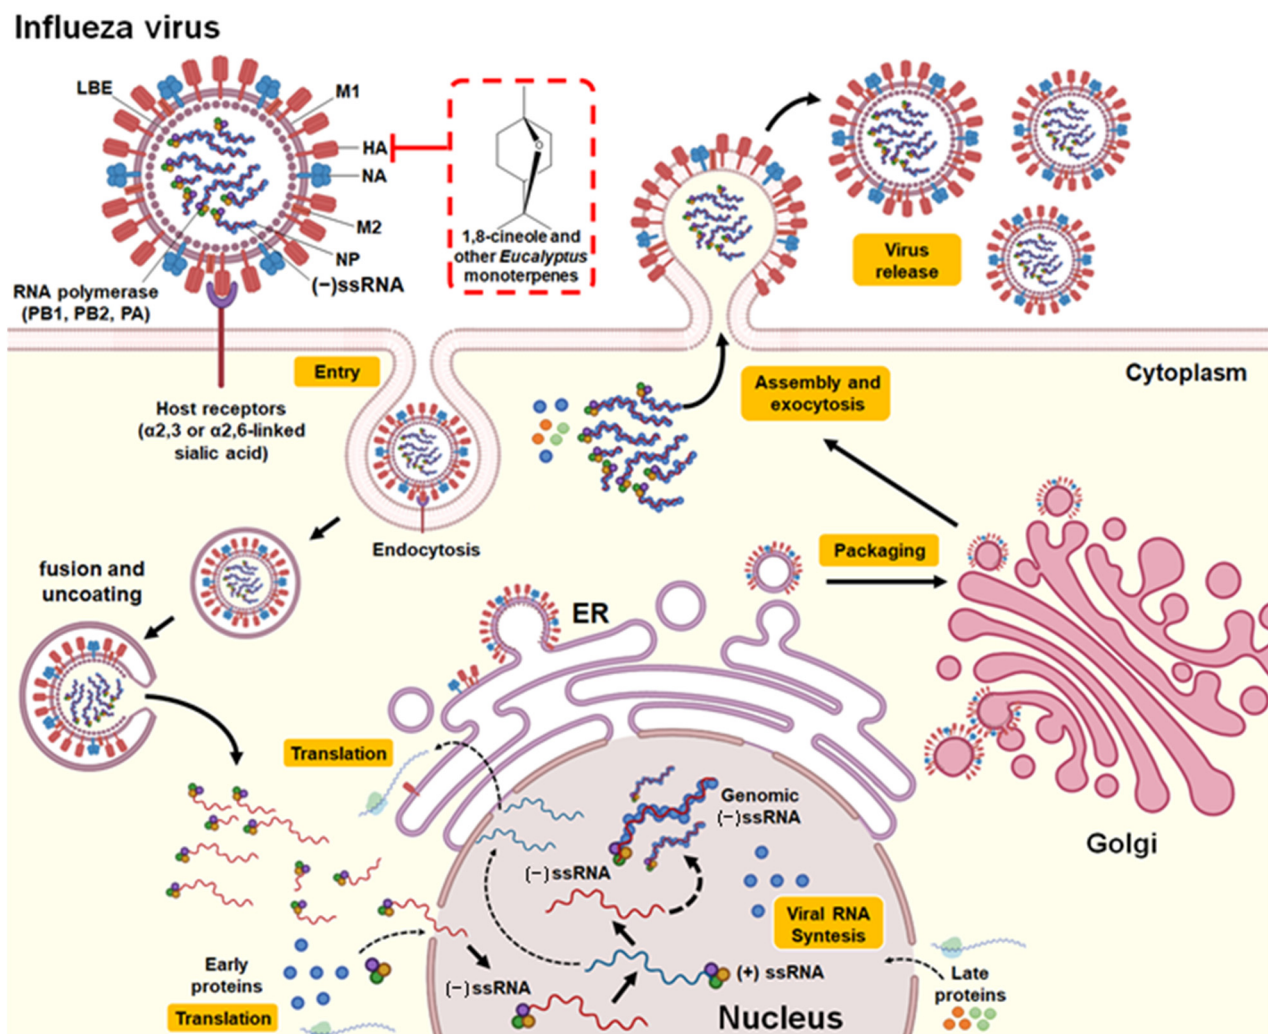 Influeza virus
LBE
M1
HA
NA
M2
NP
(−)ssRNA
RNA polymerase
(PB1, PB2, PA)
O
1,8-cineole and
other Eucalyptus
monoterpenes
Virus
release
Entry
Host receptors
(α2,3 or α2,6-linked
sialic acid)
Assembly and
exocytosis
Cytoplasm
Endocytosis
Packaging
fusion and
uncoating
ER
Translation
Genomic
(−)ssRNA
Golgi
(−)ssRNA
Viral RNA
Syntesis
Early
proteins
Translation
(−)ssRNA
(+) ssRNA
Late
proteins
Nucleus